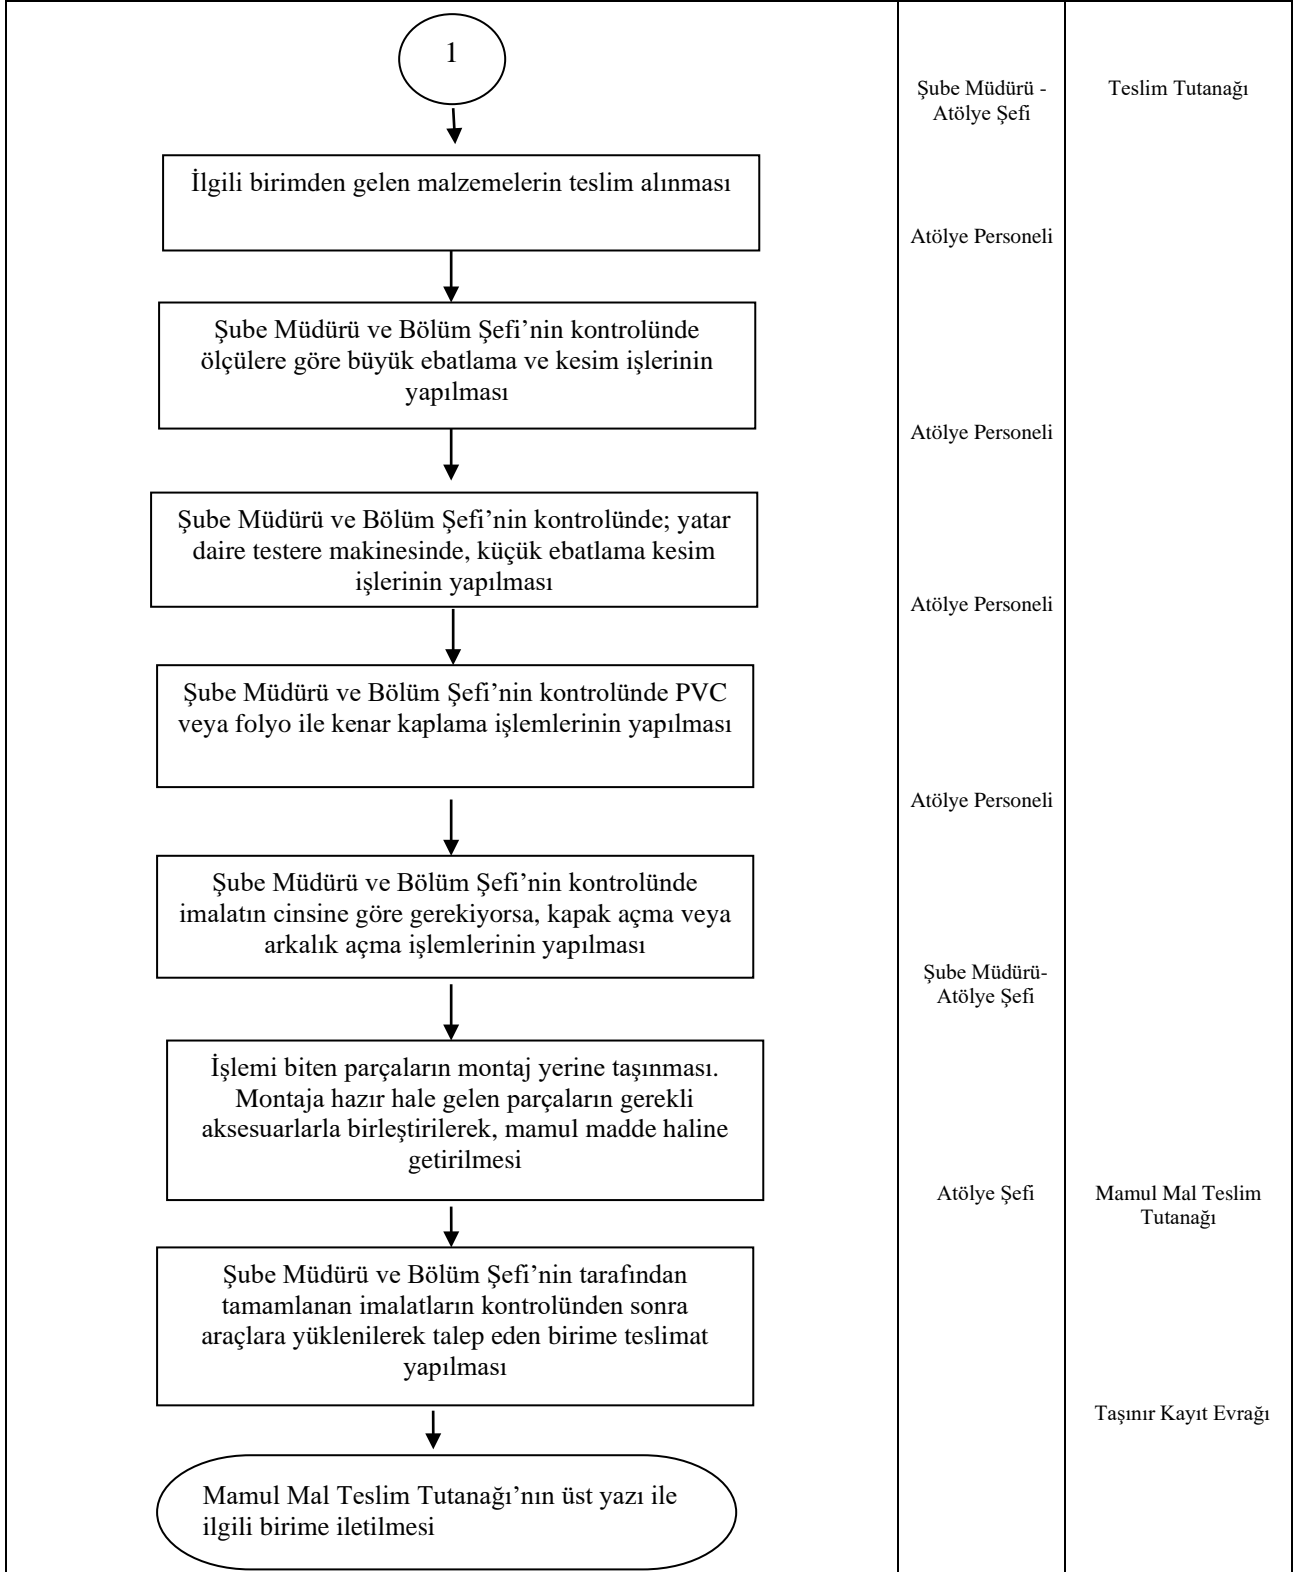 1
Şube Müdürü -
Atölye Şefi
Teslim Tutanağı
İlgili birimden gelen malzemelerin teslim alınması
Atölye Personeli
Şube Müdürü ve Bölüm Şefi’nin kontrolünde
ölçülere göre büyük ebatlama ve kesim işlerinin
yapılması
Atölye Personeli
Şube Müdürü ve Bölüm Şefi’nin kontrolünde; yatar
daire testere makinesinde, küçük ebatlama kesim
işlerinin yapılması
Atölye Personeli
Şube Müdürü ve Bölüm Şefi’nin kontrolünde PVC
veya folyo ile kenar kaplama işlemlerinin yapılması
Atölye Personeli
Şube Müdürü ve Bölüm Şefi’nin kontrolünde
imalatın cinsine göre gerekiyorsa, kapak açma veya
arkalık açma işlemlerinin yapılması
Şube Müdürü-
Atölye Şefi
İşlemi biten parçaların montaj yerine taşınması.
Montaja hazır hale gelen parçaların gerekli
aksesuarlarla birleştirilerek, mamul madde haline
getirilmesi
Atölye Şefi
Mamul Mal Teslim
Tutanağı
Şube Müdürü ve Bölüm Şefi’nin tarafından
tamamlanan imalatların kontrolünden sonra
araçlara yüklenilerek talep eden birime teslimat
yapılması
Taşınır Kayıt Evrağı
Mamul Mal Teslim Tutanağı’nın üst yazı ile
ilgili birime iletilmesi